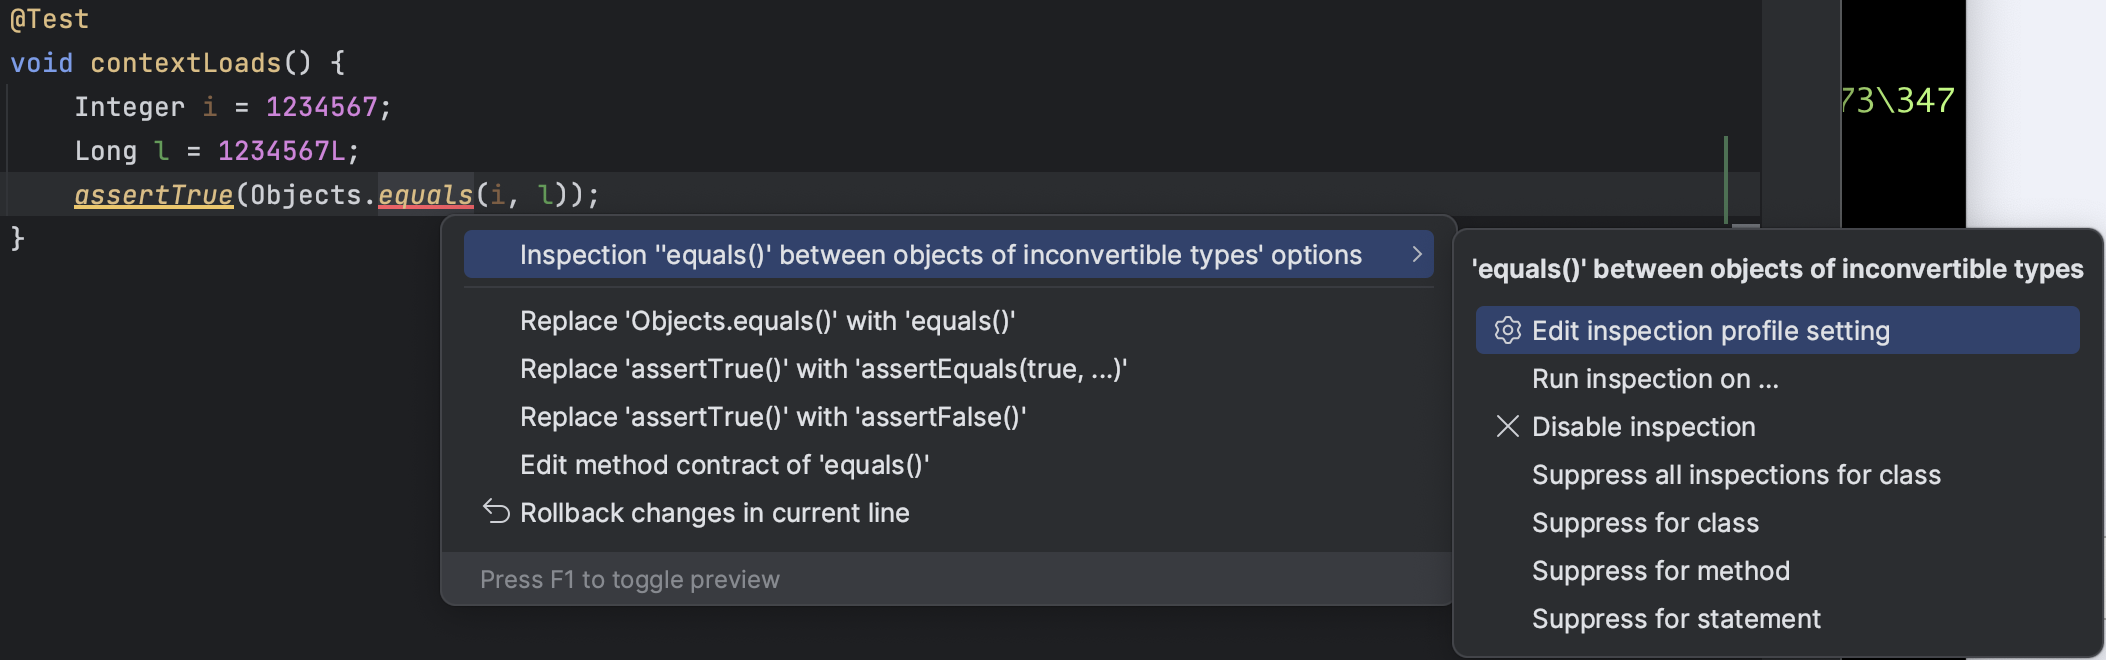 @Test
void contextLoads() {
Integer i = 1234567;
Long l = 1234567L;
assertTrue(Objects.equals(i, l));
}
73\347
Inspection "equals()' between objects of inconvertible types' options
Replace 'Objects.equals()' with 'equals()'
Replace 'assertTrue()' with 'assertEquals(true, ...)'
Replace 'assertTrue()' with 'assertFalse()'
Edit method contract of 'equals()'
Rollback changes in current line
Press F1 to toggle preview
'equals()' between objects of inconvertible types
Edit inspection profile setting
Run inspection on ...
Disable inspection
Suppress all inspections for class
Suppress for class
Suppress for method
Suppress for statement